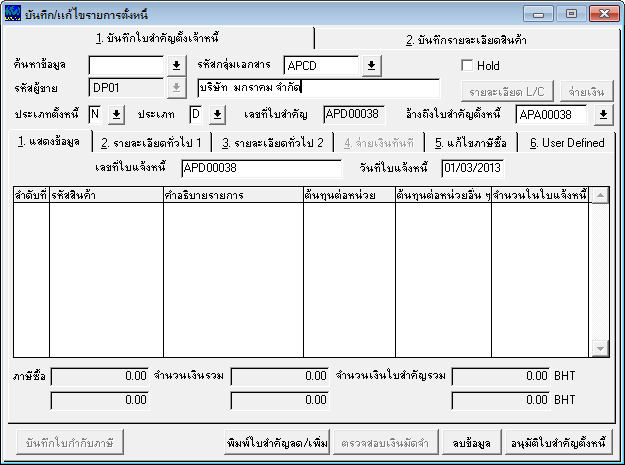 บันทึก/แก้ไขรายการตั้งหนี้
1. บันทึกใบสำคัญตั้งเจ้าหนี้ 2. บันทึกรายละเอียดสินค้า
ค้นหาข้อมูล รหัสกลุ่มเอกสาร APCD Hold
รหัสผู้ขาย DP01 บริษัท มกราคม จำกัด รายละเอียด L/C จ่ายเงิน
ประเภทตั้งหนี้ N ประเภท D เลขที่ใบสำคัญ APD00038 อ้างถึงใบสำคัญตั้งหนี้ APA00038
1. แสดงข้อมูล 2. รายละเอียดทั่วไป 1 3. รายละเอียดทั่วไป 2 4. จ่ายเงินทันที 5. แก้ไขภาษีซื้อ 6. User Defined
เลขที่ใบแจ้งหนี้ APD00038 วันที่ใบแจ้งหนี้ 01/03/2013
ลำดับที่ รหัสสินค้า คำอธิบายรายการ ต้นทุนต่อหน่วย ต้นทุนต่อหน่วยอื่น ๆ จำนวนในใบแจ้งหนี้
ภาษีซื้อ 0.00 จำนวนเงินรวม 0.00 จำนวนเงินใบสำคัญรวม 0.00 BHT
0.00 0.00 0.00 BHT
บันทึกใบกำกับภาษี พิมพ์ใบสำคัญลด/เพิ่ม ตรวจสอบเงินมัดจำ ลบข้อมูล อนุมัติใบสำคัญตั้งหนี้